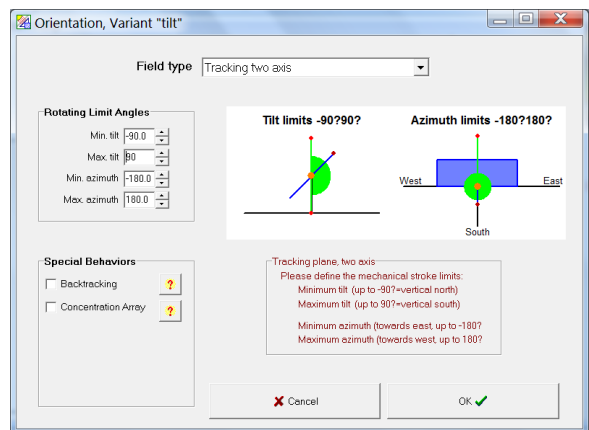 Orientation, Variant "tilt"
Field type Tracking two axis
Rotating Limit Angles
Min. tilt -90.0
Max. tilt 90
Min. azimuth -180.0
Max. azimuth 180.0
Tilt limits -90?90?
Azimuth limits -180?180?
West East
South
Special Behaviors
Backtracking ?
Concentration Array ?
Tracking plane, two axis
Please define the mechanical stroke limits:
Minimum tilt (up to -90?=vertical north)
Maximum tilt (up to 90?=vertical south)
Minimum azimuth (towards east, up to -180?
Maximum azimuth (towards west, up to 180?
Cancel OK